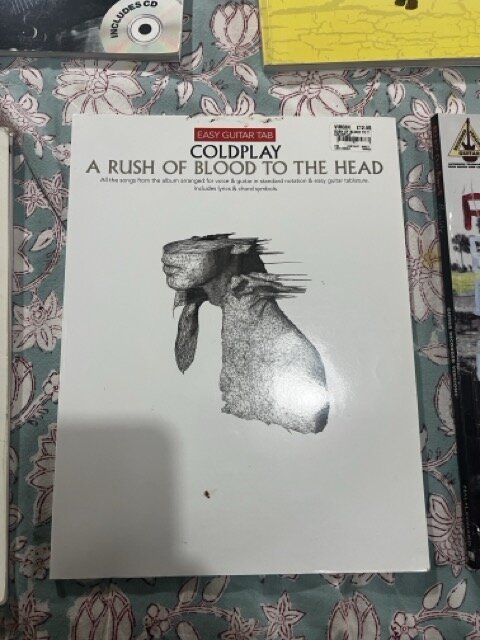 INCLUDES CD
EASY GUITAR TAB
COLDPLAY
A RUSH OF BLOOD TO THE HEAD
All the songs from the album arranged for voice & guitar in standard notation & easy guitar tablature.
Includes lyrics & chord symbols.
GUITAR